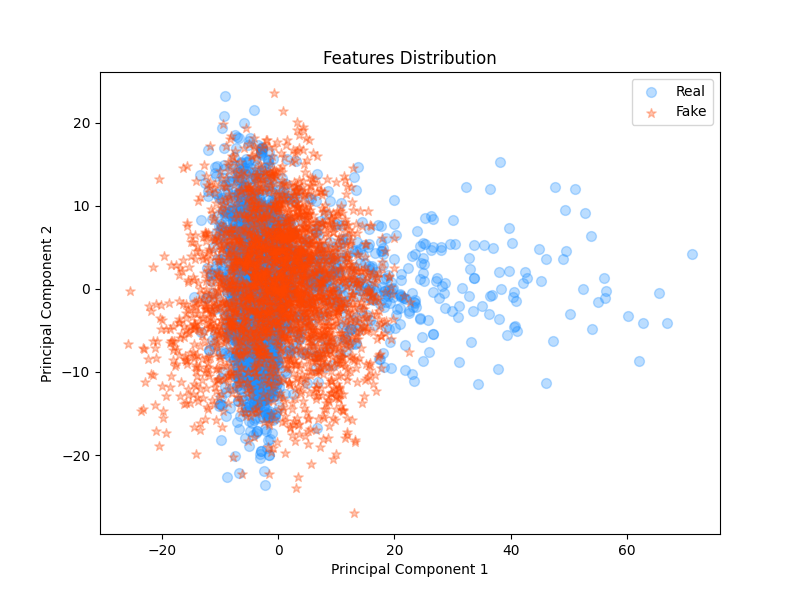 Features Distribution
Real
Fake
20
10
0
−10
−20
Principal Component 2
−20
0
20
40
60
Principal Component 1